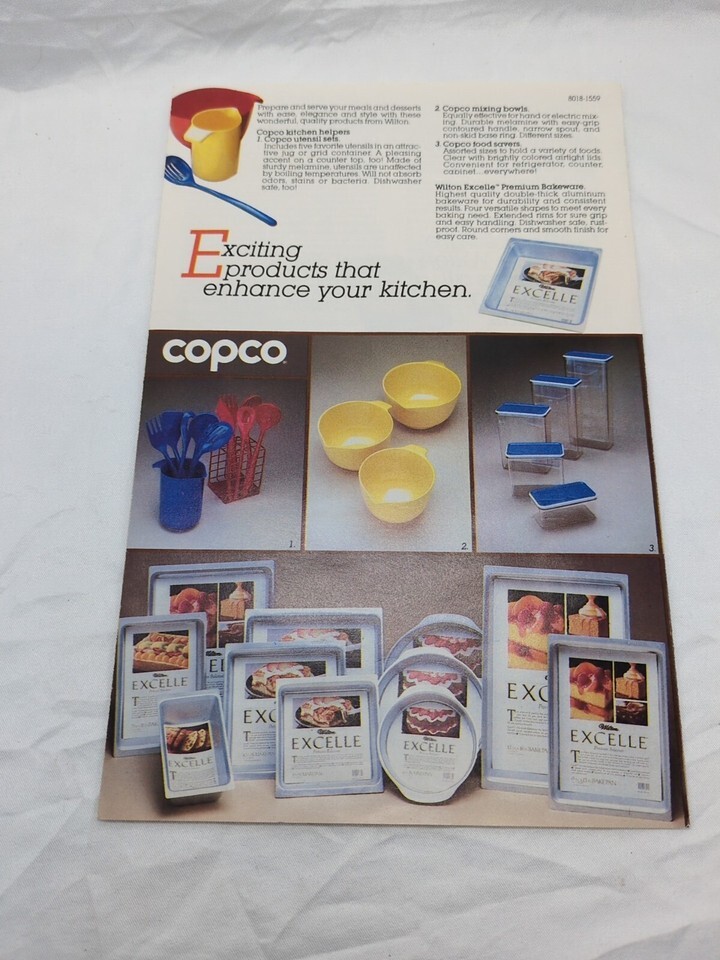 8018-1559
Prepare and serve your meals and desserts
with ease, elegance and style with these
wonderful, quality products from Wilton.
Copco kitchen helpers
1. Copco utensil sets.
Includes five favorite utensils in an attrac-
tive jug or grid container. A pleasing
accent on a counter top, too! Made of
sturdy melamine, utensils are unaffected
by boiling temperatures. Will not absorb
odors, stains or bacteria. Dishwasher
safe, too!
2. Copco mixing bowls.
Equally effective for hand or electric mix-
ing. Durable melamine with easy-grip
contoured handle, narrow spout, and
non-skid base ring. Different sizes.
3. Copco food savers.
Assorted sizes to hold a variety of foods.
Clear with brightly colored airtight lids.
Convenient for refrigerator, counter,
cabinet...everywhere!
Wilton Excelle™ Premium Bakeware.
Highest quality double-thick aluminum
bakeware for durability and consistent
results. Four versatile shapes to meet every
baking need. Extended rims for sure grip
and easy handling. Dishwasher safe, rust-
proof. Round corners and smooth finish for
easy care.
Exciting
products that
enhance your kitchen.
EXCELLE
copco
1.
2.
3.
EXCELLE
EXCELLE
EXCELLE
EXCELLE
EXCELLE